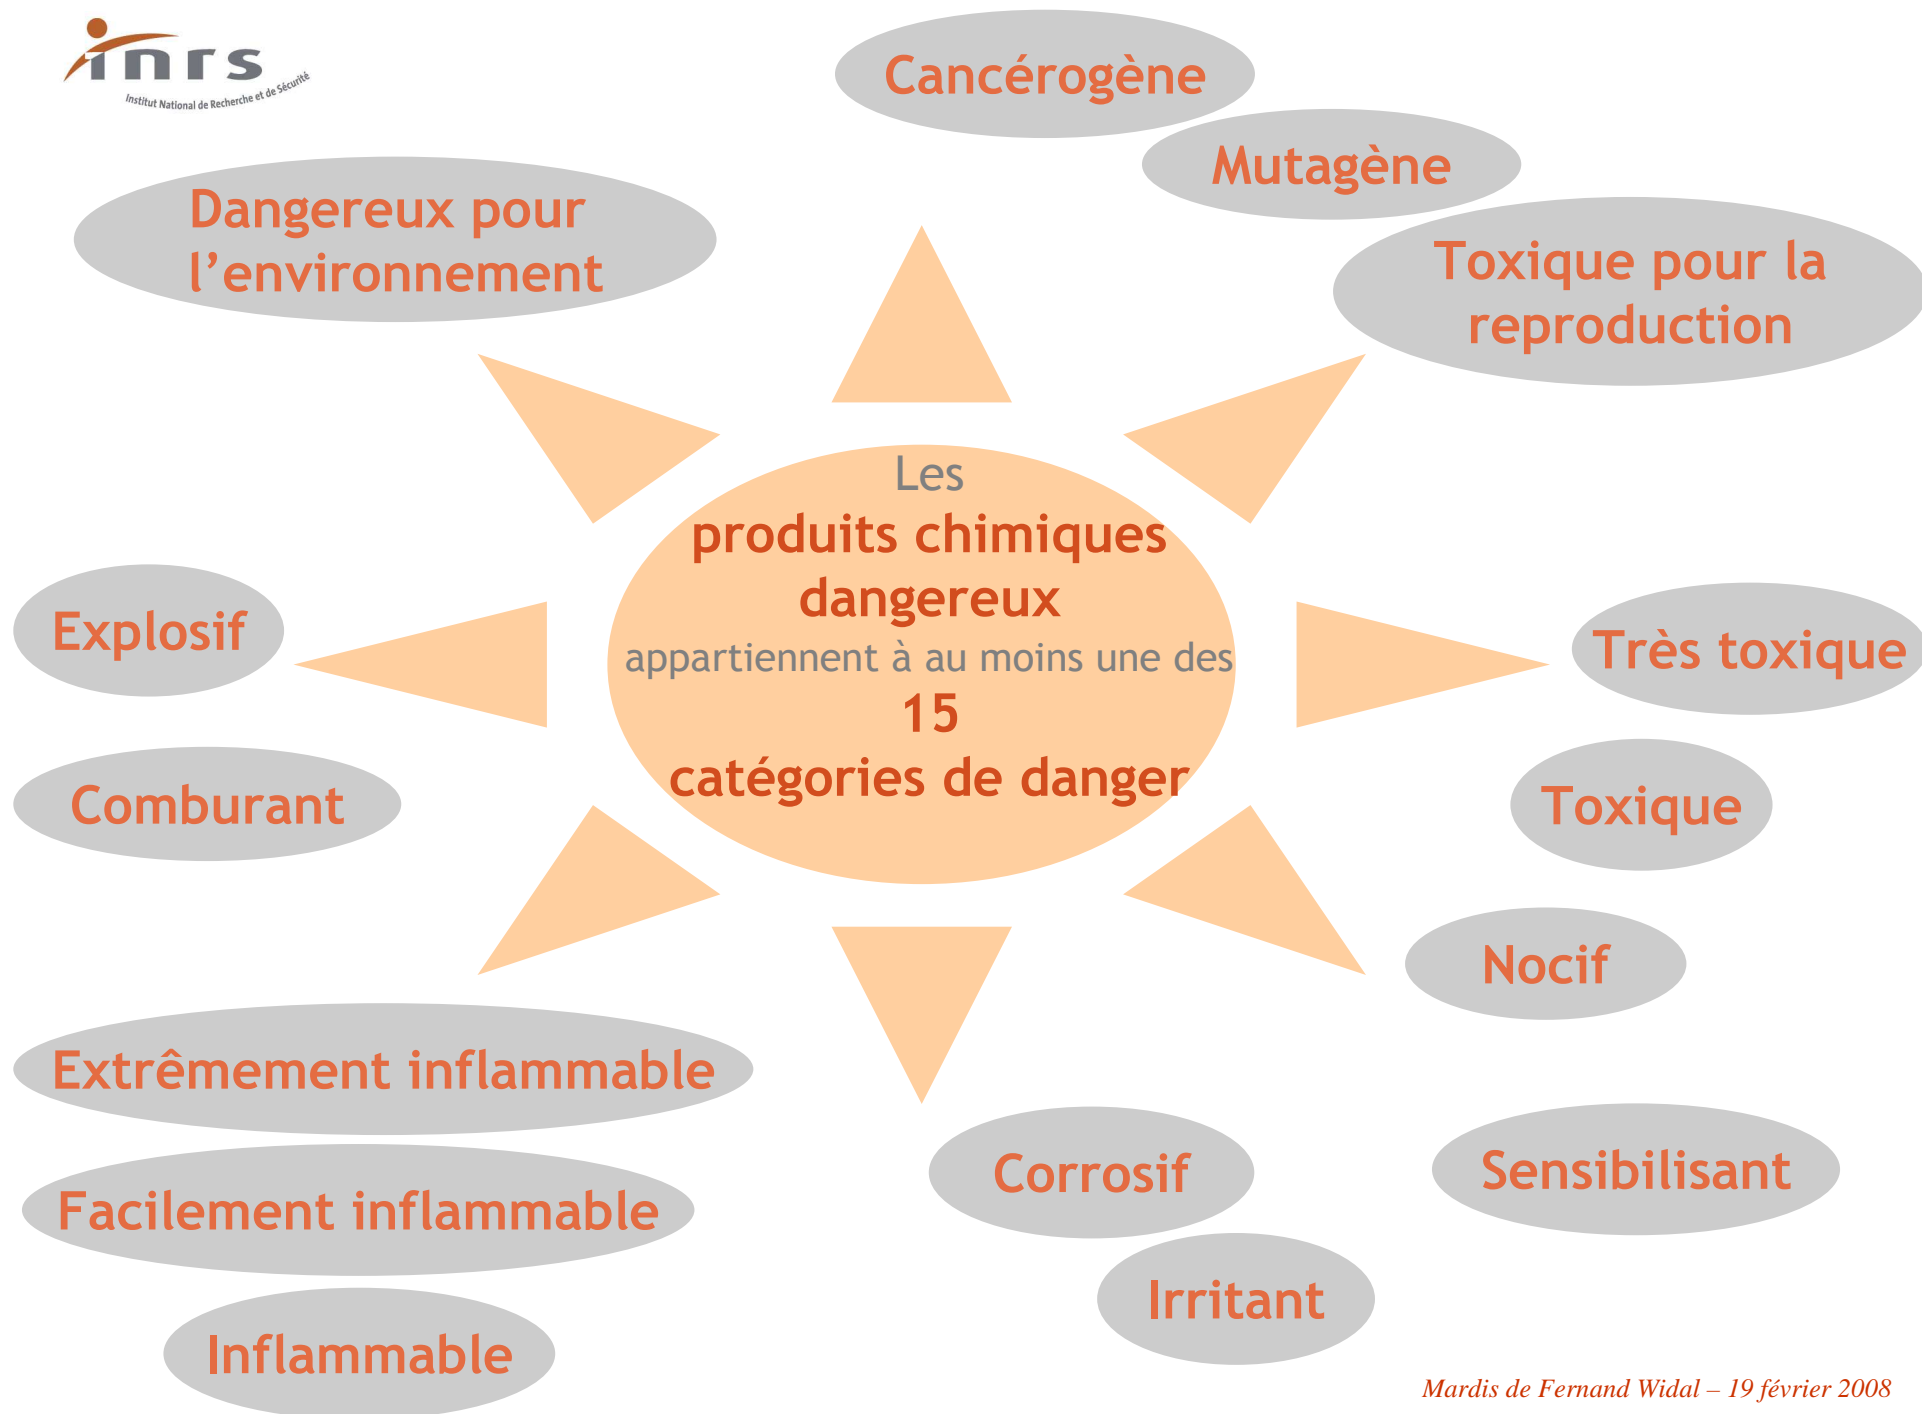 inrs
Institut National de Recherche et de Sécurité
Cancérogène
Mutagène
Toxique pour la
reproduction
Dangereux pour
l’environnement
Les
produits chimiques
dangereux
appartiennent à au moins une des
15
catégories de danger
Explosif
Comburant
Très toxique
Toxique
Nocif
Extrêmement inflammable
Facilement inflammable
Inflammable
Corrosif
Irritant
Sensibilisant
Mardis de Fernand Widal – 19 février 2008